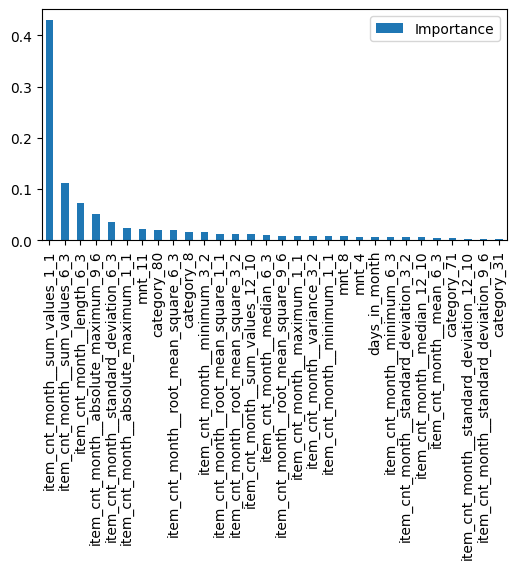 Importance
0.4
0.3
0.2
0.1
0.0
item_cnt_month__sum_values_1_1
item_cnt_month__sum_values_6_3
item_cnt_month__length_6_3
item_cnt_month__absolute_maximum_9_6
item_cnt_month__standard_deviation_6_3
item_cnt_month__absolute_maximum_1_1
mnt_11
category_80
item_cnt_month__root_mean_square_6_3
category_8
item_cnt_month__minimum_3_2
item_cnt_month__root_mean_square_1_1
item_cnt_month__root_mean_square_3_2
item_cnt_month__sum_values_12_10
item_cnt_month__median_6_3
item_cnt_month__root_mean_square_9_6
item_cnt_month__maximum_1_1
item_cnt_month__variance_3_2
item_cnt_month__minimum_1_1
mnt_8
mnt_4
days_in_month
item_cnt_month__minimum_6_3
item_cnt_month__standard_deviation_3_2
item_cnt_month__median_12_10
item_cnt_month__mean_6_3
category_71
item_cnt_month__standard_deviation_12_10
item_cnt_month__standard_deviation_9_6
category_31